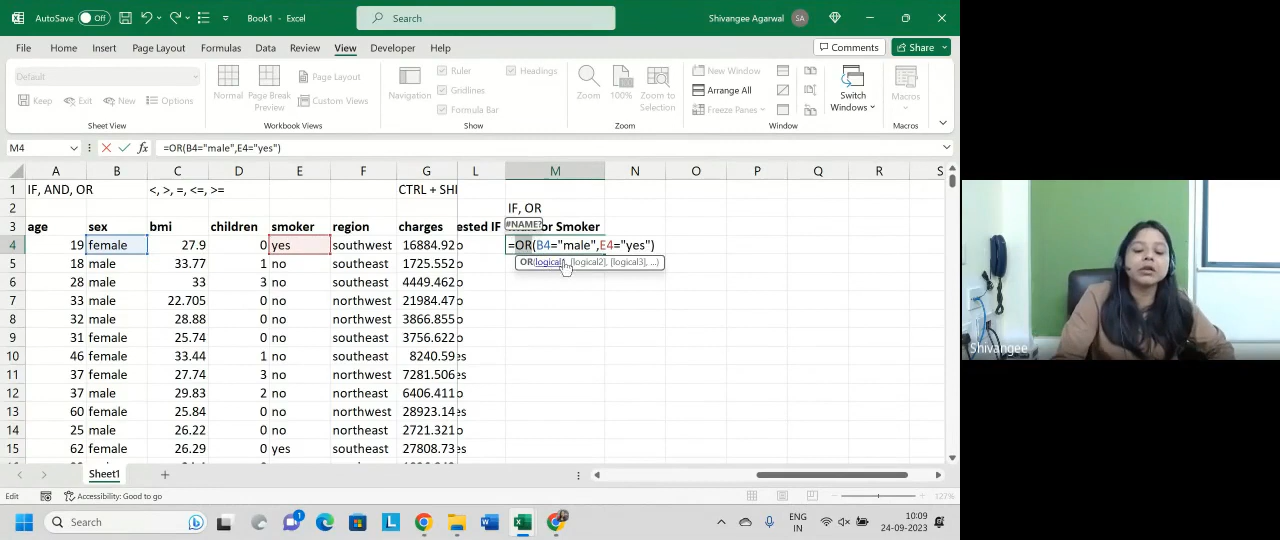 AutoSave Off Book1 - Excel Search Shivangee Agarwal SA
File Home Insert Page Layout Formulas Data Review View Developer Help Comments Share
Default Keep Exit New Options
Sheet View
Normal Page Break Preview Page Layout Custom Views
Workbook Views
Navigation Ruler Gridlines Formula Bar Headings
Show
Zoom 100% Zoom to Selection
Zoom
New Window Arrange All Freeze Panes Switch Windows
Window
Macros
Macros
M4 fx =OR(B4="male",E4="yes")
A B C D E F G L M N O P Q R S
1 IF, AND, OR <, >, =, <=, >= CTRL + SHI
2 IF, OR
3 age sex bmi children smoker region charges ested IF or Smoker
#NAME?
4 19 female 27.9 0 yes southwest 16884.92 o =OR(B4="male",E4="yes")
OR(logical1, [logical2], [logical3], ...)
5 18 male 33.77 1 no southeast 1725.552 o
6 28 male 33 3 no southeast 4449.462 o
7 33 male 22.705 0 no northwest 21984.47 o
8 32 male 28.88 0 no northwest 3866.855 o
9 31 female 25.74 0 no southeast 3756.622 o
10 46 female 33.44 1 no southeast 8240.59 es
11 37 female 27.74 3 no northwest 7281.506 es
12 37 male 29.83 2 no northeast 6406.411 o
13 60 female 25.84 0 no northwest 28923.14 es
14 25 male 26.22 0 no northeast 2721.321 o
15 62 female 26.29 0 yes southeast 27808.73 es
Sheet1
Edit Accessibility: Good to go 127%
Search ENG IN 10:09 24-09-2023
Shivangee